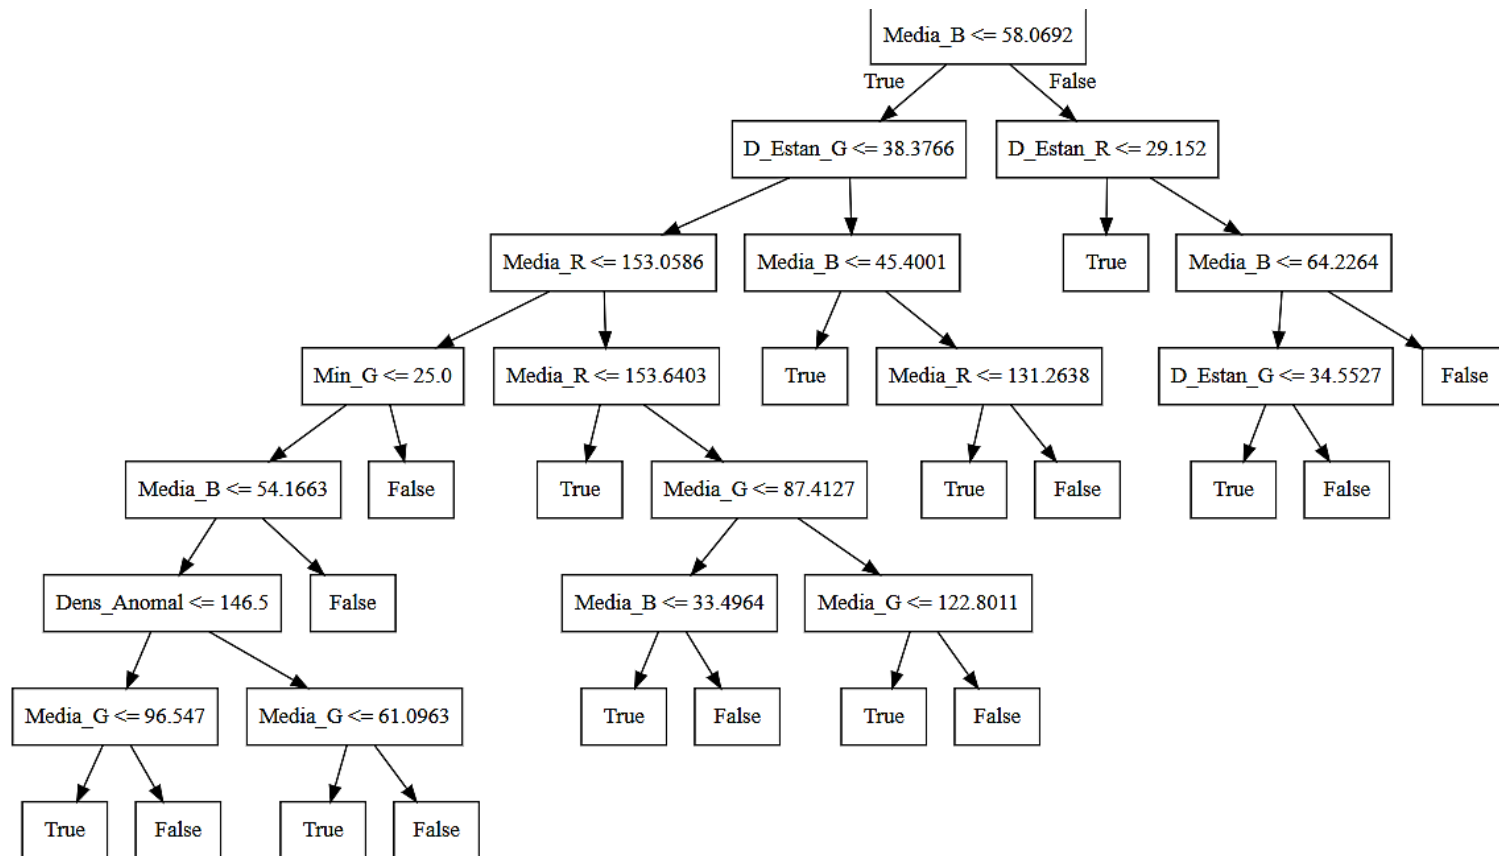 Media_B <= 58.0692
True
False
D_Estan_G <= 38.3766
D_Estan_R <= 29.152
Media_R <= 153.0586
Media_B <= 45.4001
True
Media_B <= 64.2264
Min_G <= 25.0
Media_R <= 153.6403
True
Media_R <= 131.2638
D_Estan_G <= 34.5527
False
Media_B <= 54.1663
False
True
Media_G <= 87.4127
True
False
True
False
Dens_Anomal <= 146.5
False
Media_B <= 33.4964
Media_G <= 122.8011
Media_G <= 96.547
Media_G <= 61.0963
True
False
True
False
True
False
True
False